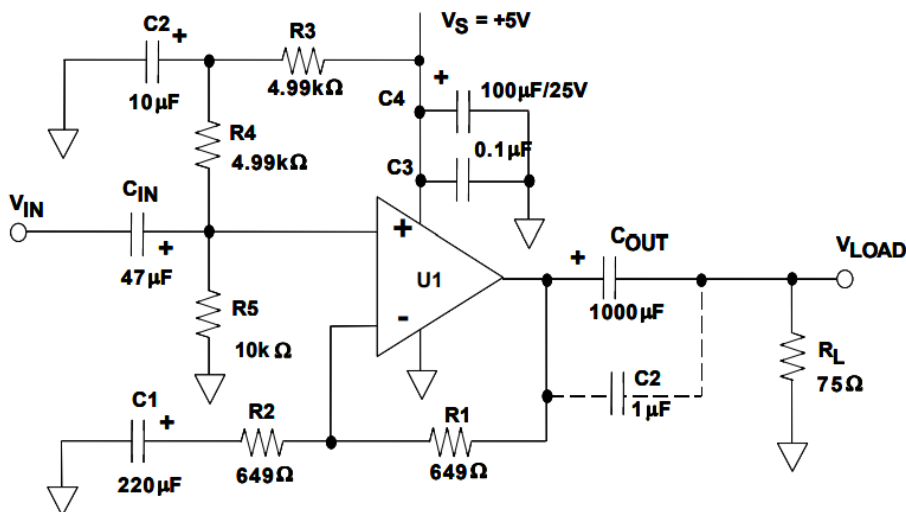 C2
+
10µF
R3
4.99kΩ
VS = +5V
+
100µF/25V
C4
0.1µF
C3
R4
4.99kΩ
VIN
CIN
+
47µF
+
U1
-
COUT
+
1000µF
VLOAD
R5
10k Ω
RL
75Ω
C2
1µF
C1
+
220µF
R2
649Ω
R1
649Ω